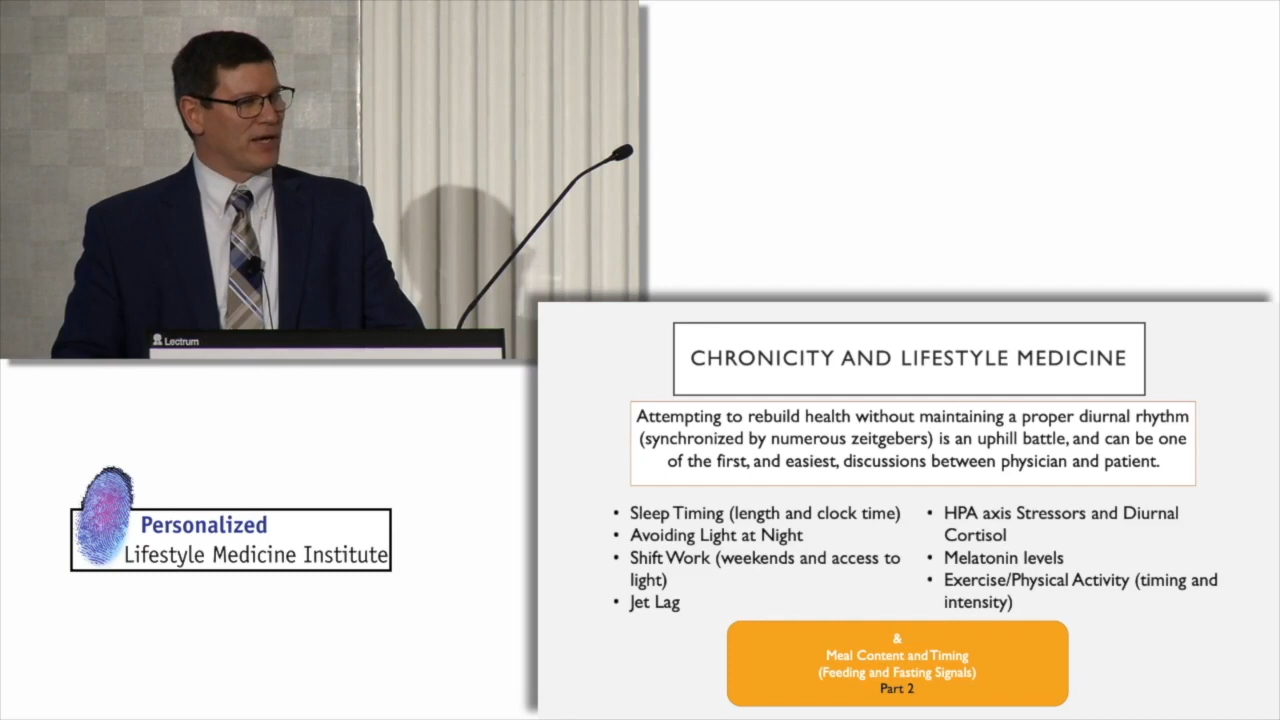 Lectrum
CHRONICITY AND LIFESTYLE MEDICINE
Attempting to rebuild health without maintaining a proper diurnal rhythm
(synchronized by numerous zeitgebers) is an uphill battle, and can be one
of the first, and easiest, discussions between physician and patient.
• Sleep Timing (length and clock time)
• Avoiding Light at Night
• Shift Work (weekends and access to
light)
• Jet Lag
• HPA axis Stressors and Diurnal
Cortisol
• Melatonin levels
• Exercise/Physical Activity (timing and
intensity)
&
Meal Content and Timing
(Feeding and Fasting Signals)
Part 2
Personalized
Lifestyle Medicine Institute